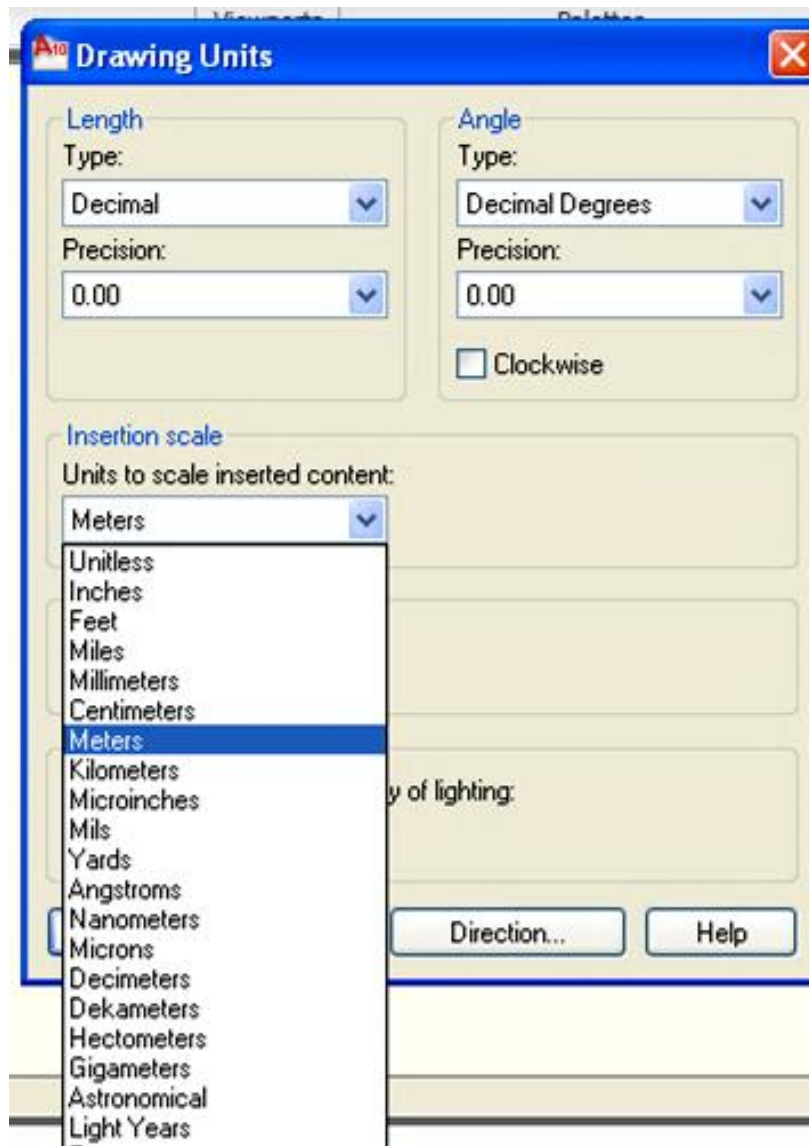 A10 Drawing Units
Length
Type:
Decimal
Precision:
0.00
Angle
Type:
Decimal Degrees
Precision:
0.00
Clockwise
Insertion scale
Units to scale inserted content:
Meters
Unitless
Inches
Feet
Miles
Millimeters
Centimeters
Meters
Kilometers
Microinches
Mils
Yards
Angstroms
Nanometers
Microns
Decimeters
Dekameters
Hectometers
Gigameters
Astronomical
Light Years
of lighting:
Direction...
Help